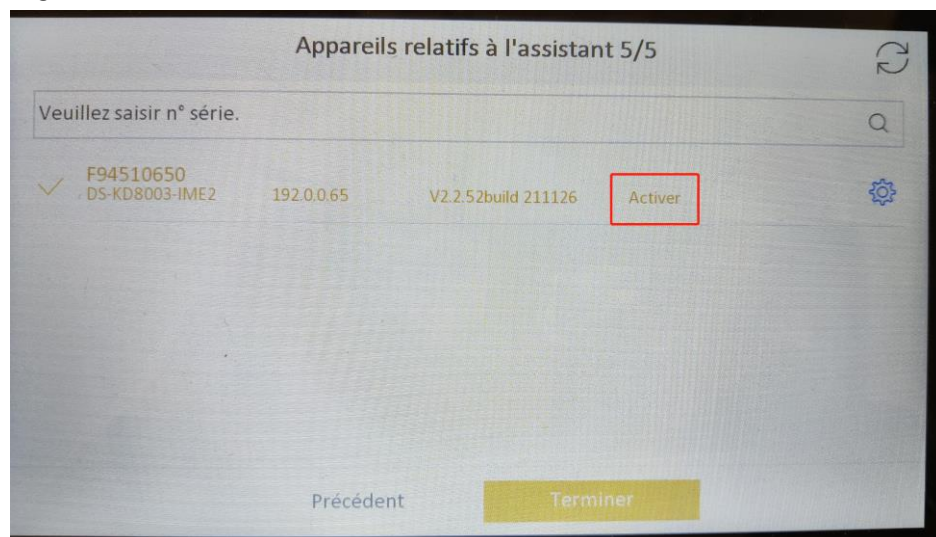 Appareils relatifs à l'assistant 5/5
Veuillez saisir n° série.
F94510650
DS-KD8003-IME2 192.0.0.65 V2.2.52build 211126 Activer
Précédent Terminer